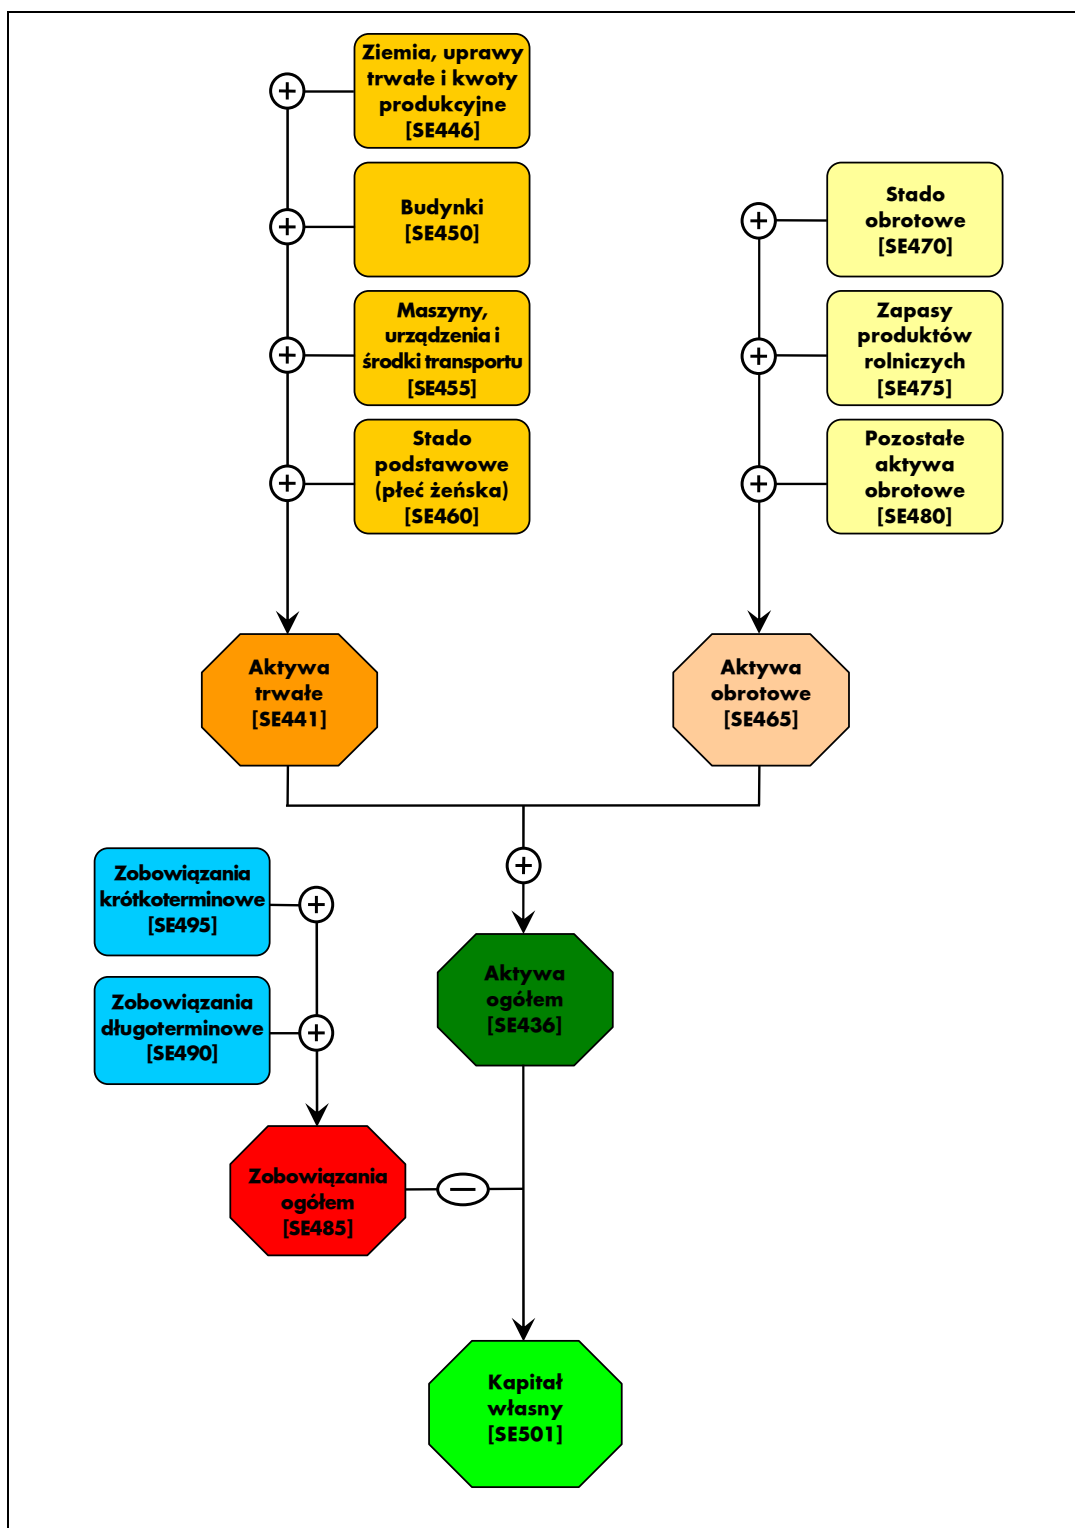 Ziemia, uprawy
trwałe i kwoty
produkcyjne
[SE446]
Budynki
[SE450]
Maszyny,
urządzenia i
środki transportu
[SE455]
Stado
podstawowe
(płeć żeńska)
[SE460]
Stado
obrotowe
[SE470]
Zapasy
produktów
rolniczych
[SE475]
Pozostałe
aktywa
obrotowe
[SE480]
Aktywa
trwałe
[SE441]
Aktywa
obrotowe
[SE465]
Zobowiązania
krótkoterminowe
[SE495]
Zobowiązania
długoterminowe
[SE490]
Aktywa
ogółem
[SE436]
Zobowiązania
ogółem
[SE485]
Kapitał
własny
[SE501]